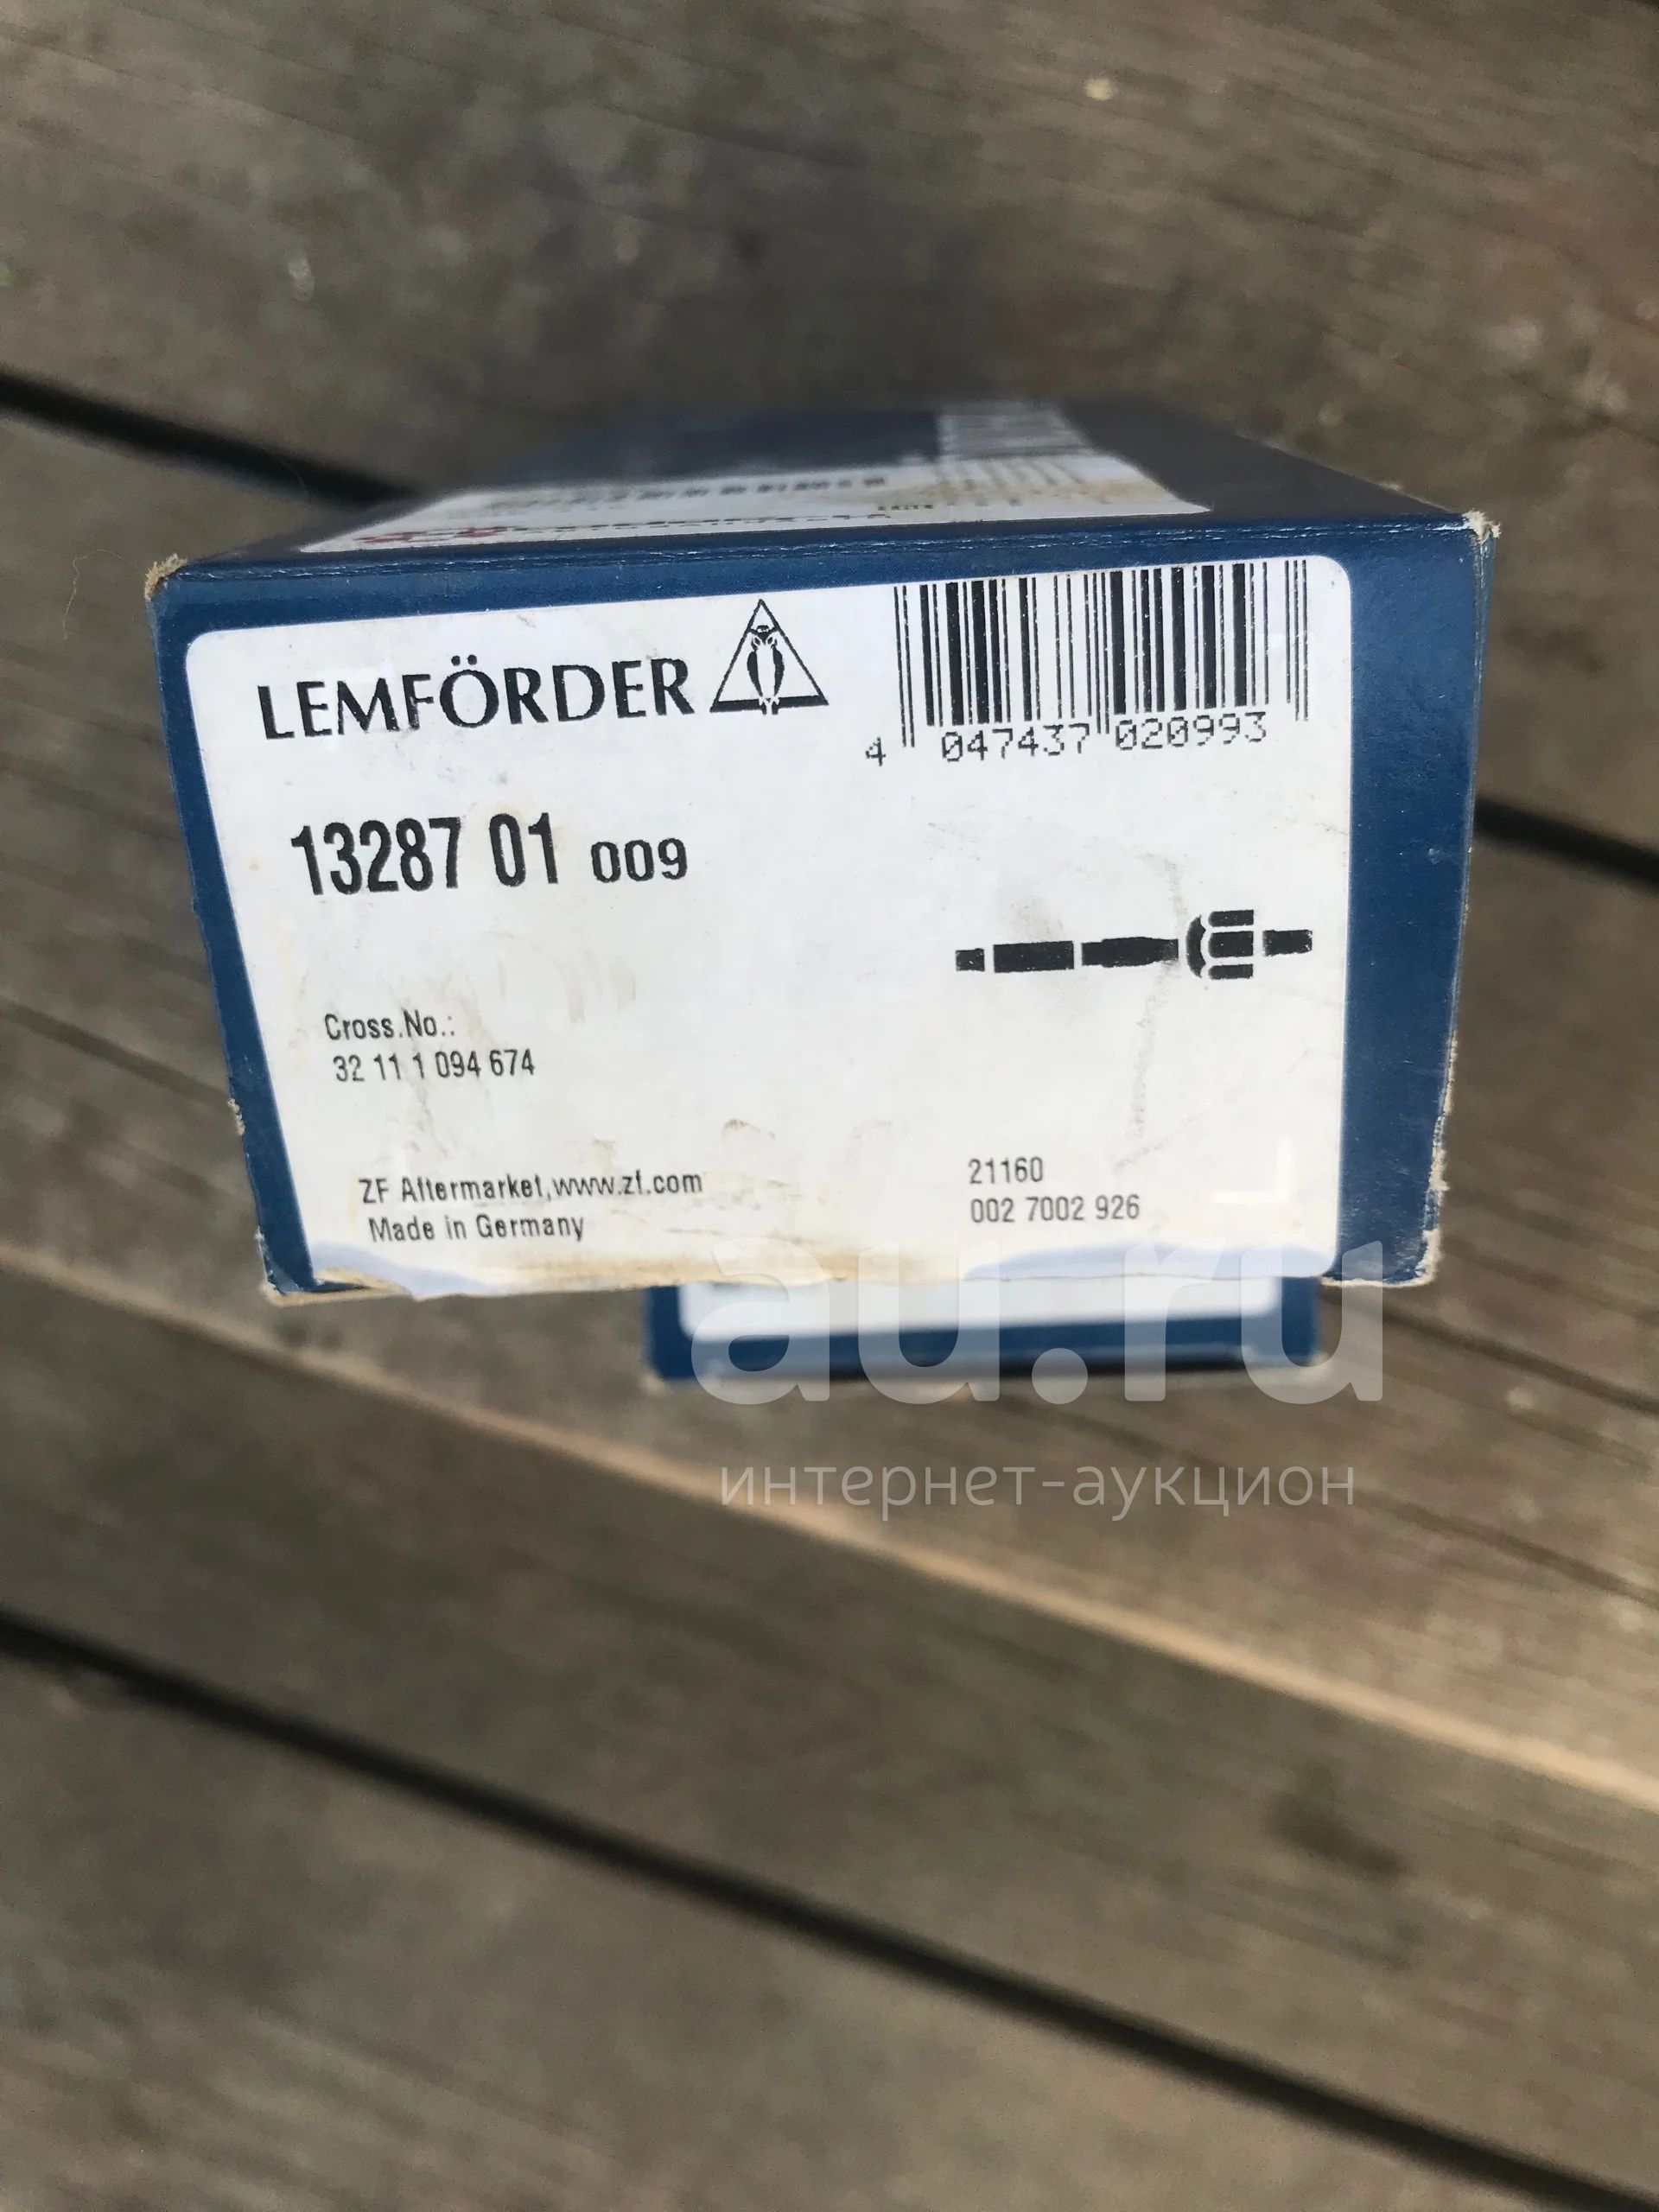 LEMFÖRDER
4 047437 020993
13287 01 009
Cross.No.:
32 11 1 094 674
ZF Aftermarket,www.zf.com
Made in Germany
21160
002 7002 926
au.ru
интернет-аукцион